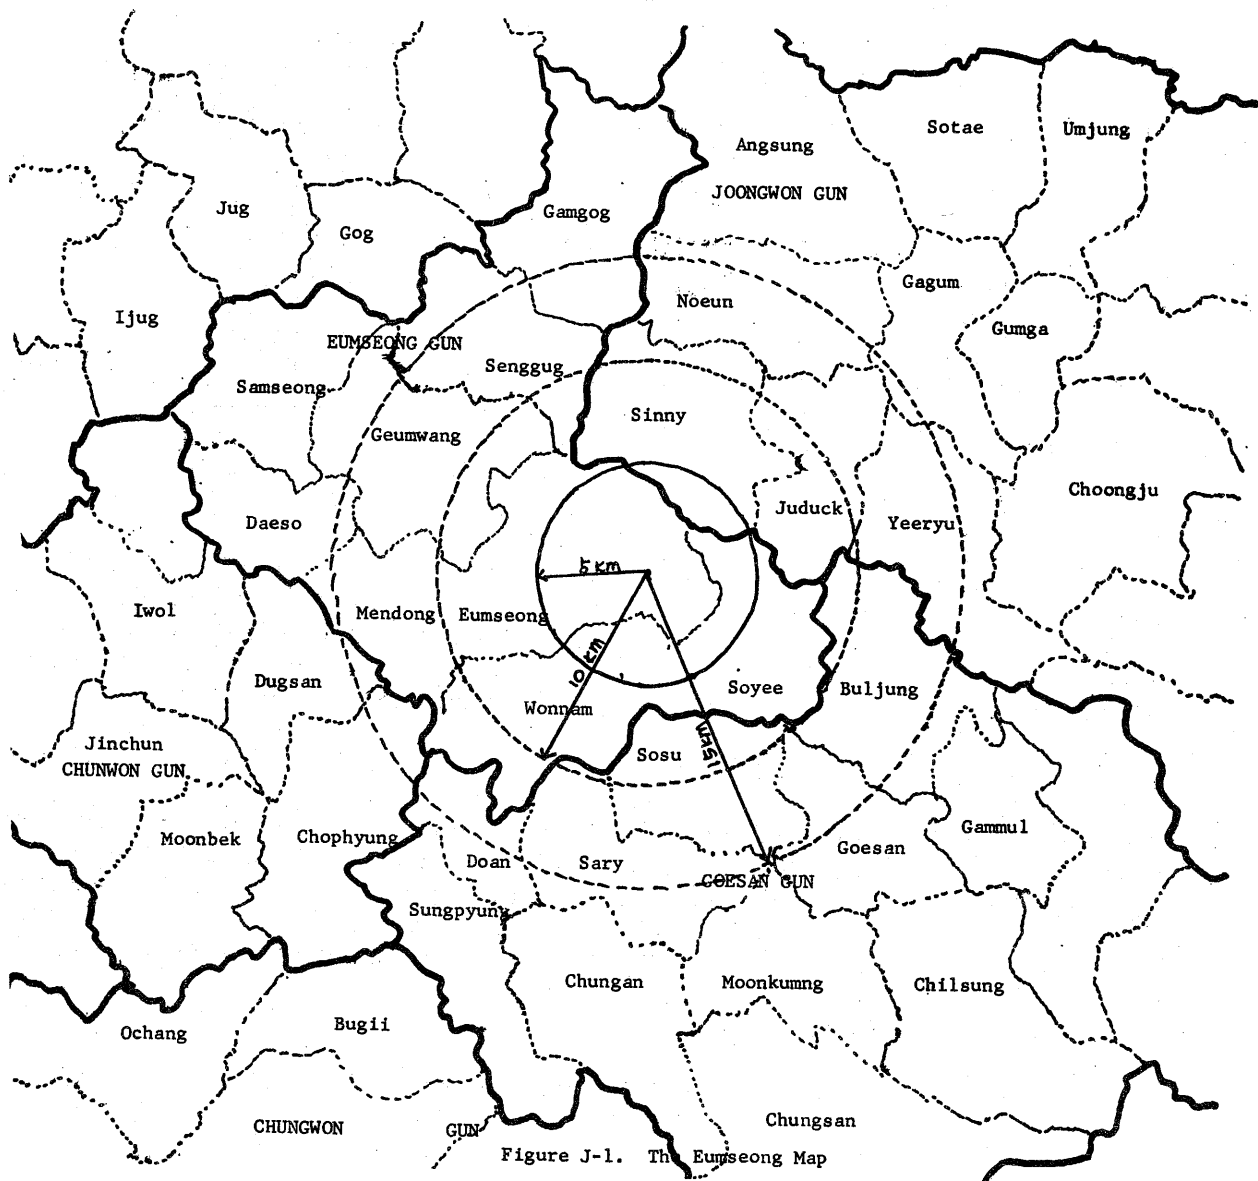 Sotae
Umjung
Angsung
JOONGWON GUN
Jug
Gamgog
Gog
Gagum
Noeun
Ijug
Gumga
EUMSEONG GUN
Senggug
Samseong
Sinny
Geumwang
Choongju
Juduck
Daeso
Yeeryu
5 KM
Iwol
Mendong
Eumseong
10 KM
Dugsan
Soyee
Buljung
Wonnam
15KM
Jinchun
Sosu
CHUNWON GUN
Gammul
Moonbek
Chophyung
Goesan
Doan
Sary
GOESAN GUN
Sungpyung
Chungan
Moonkumng
Chilsung
Bugii
Ochang
Chungsan
CHUNGWON GUN
Figure J-1. The Eumseong Map